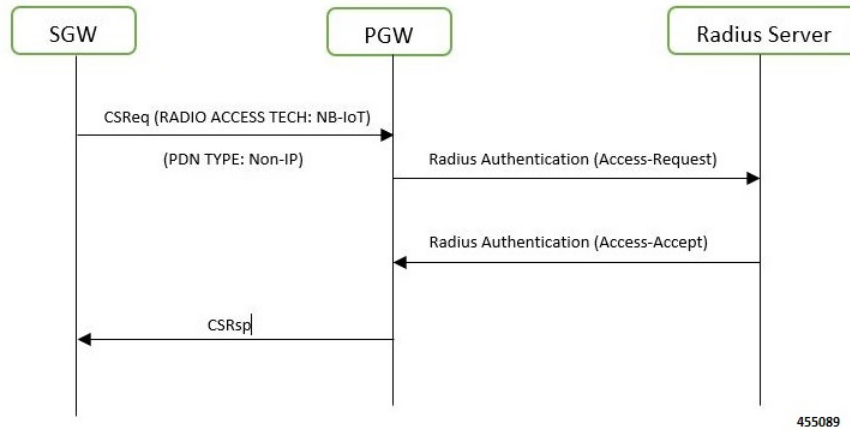 SGW
PGW
Radius Server
CSReq (RADIO ACCESS TECH: NB-IoT)
(PDN TYPE: Non-IP)
Radius Authentication (Access-Request)
Radius Authentication (Access-Accept)
CSRsp
455089